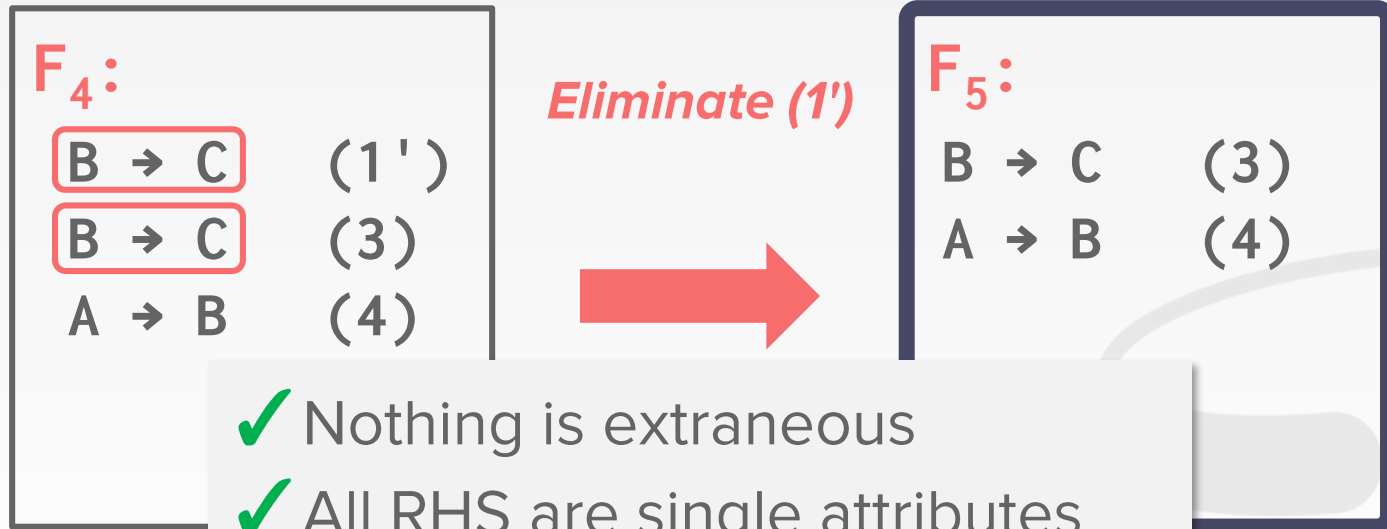 F4:
B → C (1')
B → C (3)
A → B (4)
Eliminate (1')
F5:
B → C (3)
A → B (4)
✓ Nothing is extraneous
✓ All RHS are single attributes